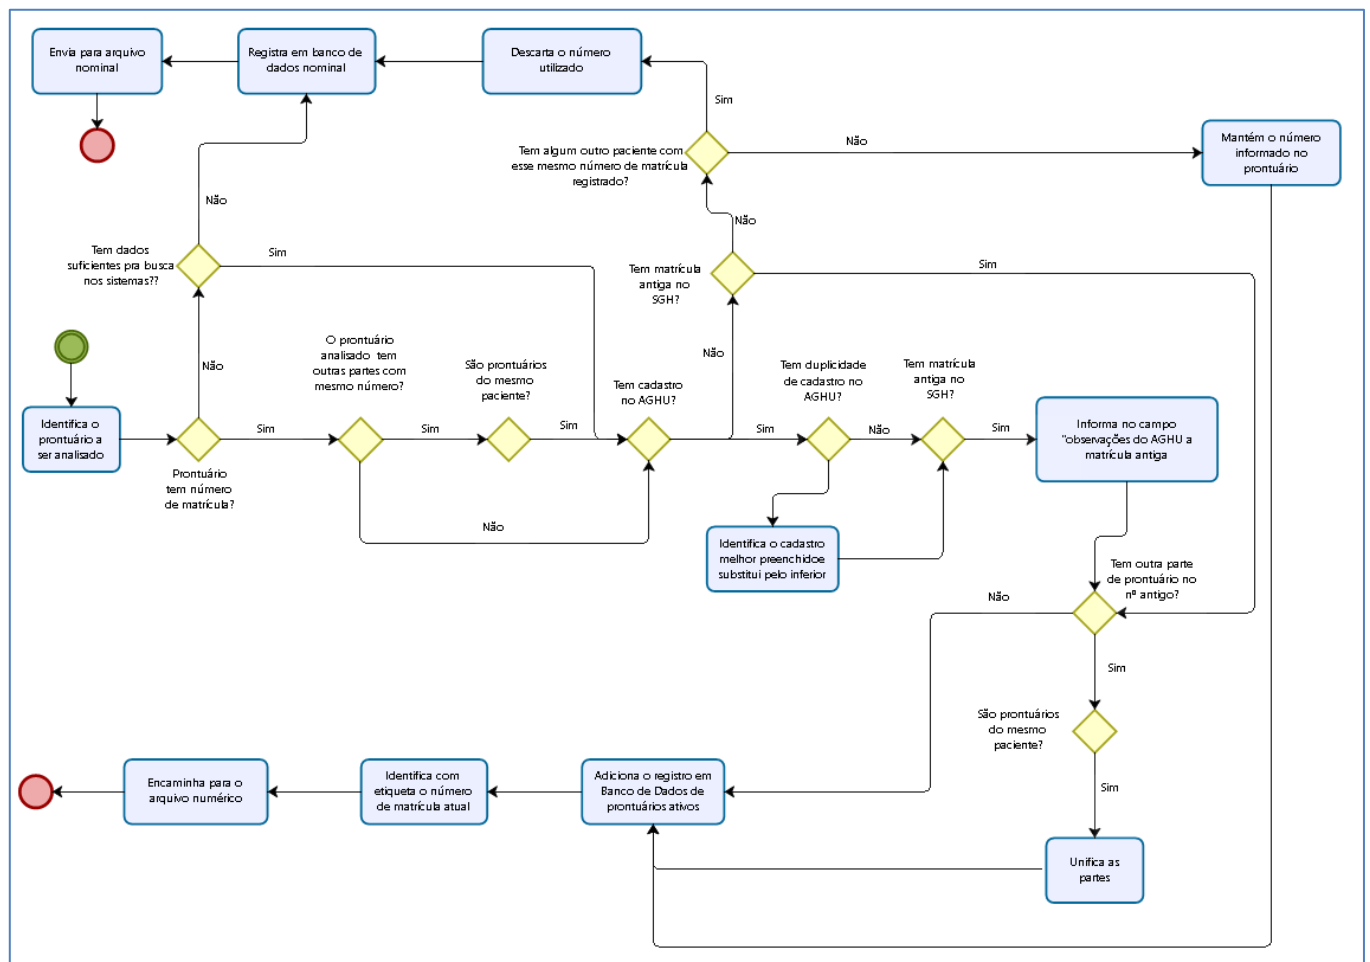 Envia para arquivo
nominal
Registra em banco de
dados nominal
Descarta o número
utilizado
Sim
Tem algum outro paciente com
esse mesmo número de matrícula
registrado?
Não
Mantém o número
informado no
prontuário
Não
Não
Tem dados
suficientes pra busca
nos sistemas??
Sim
Tem matrícula
antiga no
SGH?
Sim
Não
O prontuário
analisado tem
outras partes com
mesmo número?
São prontuários
do mesmo
paciente?
Não
Tem cadastro
no AGHU?
Tem duplicidade
de cadastro no
AGHU?
Tem matrícula
antiga no
SGH?
Identifica o
prontuário a
ser analisado
Sim
Sim
Sim
Sim
Não
Sim
Informa no campo
"observações do AGHU a
matrícula antiga
Prontuário
tem número
de matrícula?
Não
Identifica o cadastro
melhor preenchidoe
substitui pelo inferior
Tem outra parte
de prontuário no
nº antigo?
Não
Sim
São prontuários
do mesmo
paciente?
Sim
Encaminha para o
arquivo numérico
Identifica com
etiqueta o número
de matrícula atual
Adiciona o registro em
Banco de Dados de
prontuários ativos
Unifica as
partes